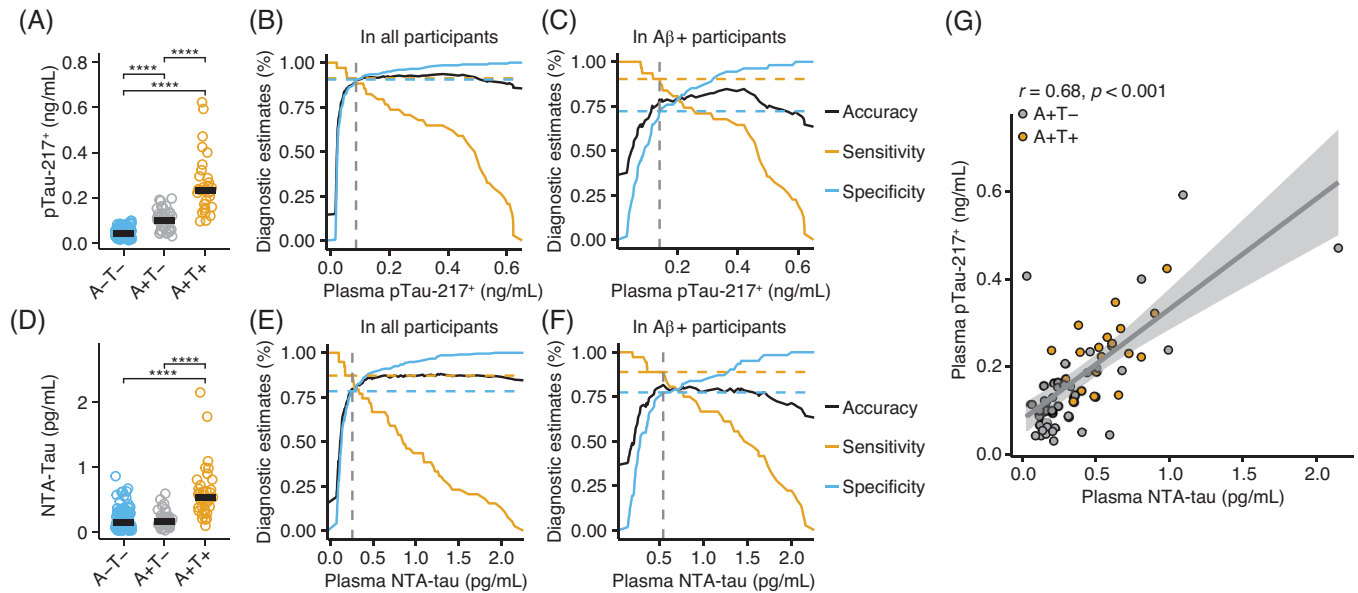 (A)
****
****
****
pTau-217⁺ (ng/mL)
0.8
0.6
0.4
0.2
0.0
A−T−
A+T−
A+T+
(B)
In all participants
Diagnostic estimates (%)
1.00
0.75
0.50
0.25
0.00
0.0
0.2
0.4
0.6
Plasma pTau-217⁺ (ng/mL)
(C)
In Aβ+ participants
Diagnostic estimates (%)
1.00
0.75
0.50
0.25
0.00
0.2
0.4
0.6
Plasma pTau-217⁺ (ng/mL)
Accuracy
Sensitivity
Specificity
(D)
****
****
NTA-Tau (pg/mL)
2
1
0
A−T−
A+T−
A+T+
(E)
In all participants
Diagnostic estimates (%)
1.00
0.75
0.50
0.25
0.00
0.0
0.5
1.0
1.5
2.0
Plasma NTA-tau (pg/mL)
(F)
In Aβ+ participants
Diagnostic estimates (%)
1.00
0.75
0.50
0.25
0.00
0.5
1.0
1.5
2.0
Plasma NTA-tau (pg/mL)
Accuracy
Sensitivity
Specificity
(G)
r = 0.68, p < 0.001
A+T−
A+T+
Plasma pTau-217⁺ (ng/mL)
0.6
0.4
0.2
0.0
0.0
0.5
1.0
1.5
2.0
Plasma NTA-tau (pg/mL)